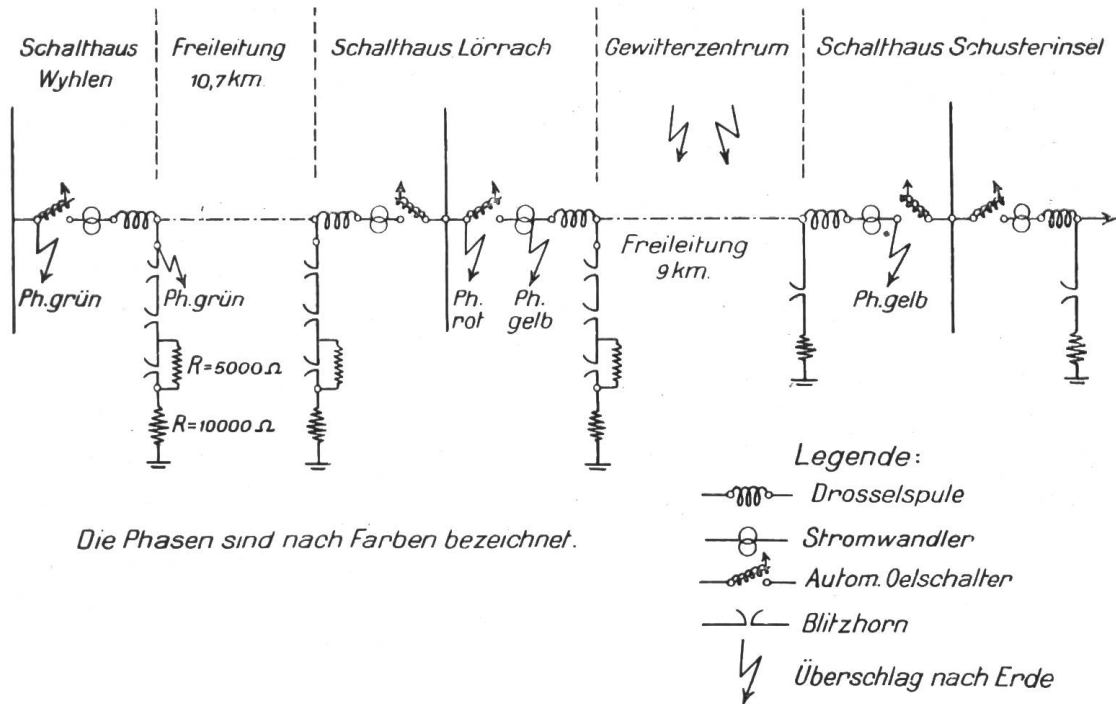 Schalthaus
Wyhlen
Freileitung
10,7 km.
Schalthaus Lörrach
Gewitterzentrum
Schalthaus Schusterinsel
Ph.grün
Ph.grün
Ph.
rot
Ph.
gelb
Freileitung
9 km.
Ph.gelb
R=5000 Ω
R=10000 Ω
Die Phasen sind nach Farben bezeichnet.
Legende:
Drosselspule
Stromwandler
Autom. Oelschalter
Blitzhorn
Überschlag nach Erde